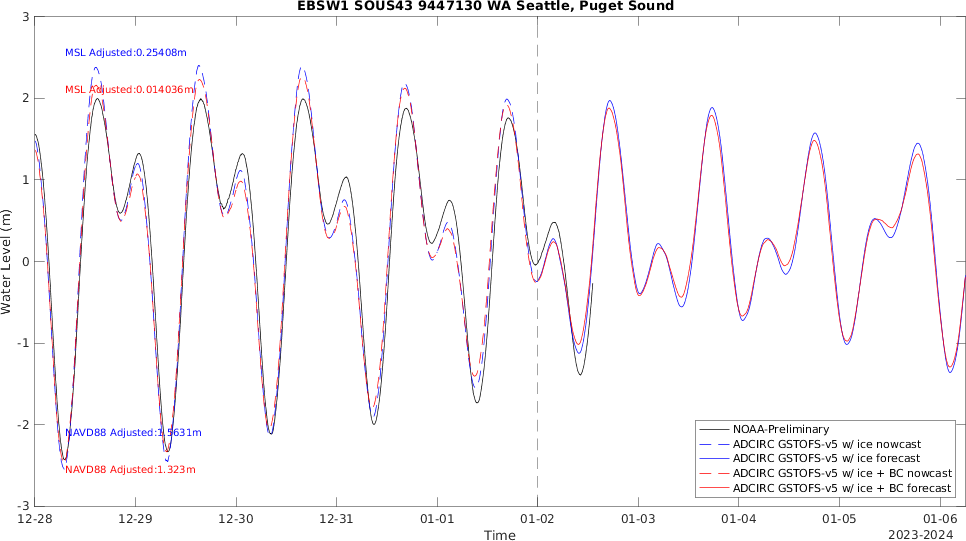 EBSW1 SOUS43 9447130 WA Seattle, Puget Sound
3
2
1
0
-1
-2
-3
Water Level (m)
MSL Adjusted:0.25408m
MSL Adjusted:0.014036m
NAVD88 Adjusted:1.5631m
NAVD88 Adjusted:1.323m
NOAA-Preliminary
ADCIRC GSTOFS-v5 w/ ice nowcast
ADCIRC GSTOFS-v5 w/ ice forecast
ADCIRC GSTOFS-v5 w/ ice + BC nowcast
ADCIRC GSTOFS-v5 w/ ice + BC forecast
12-28 12-29 12-30 12-31 01-01 01-02 01-03 01-04 01-05 01-06
Time
2023-2024